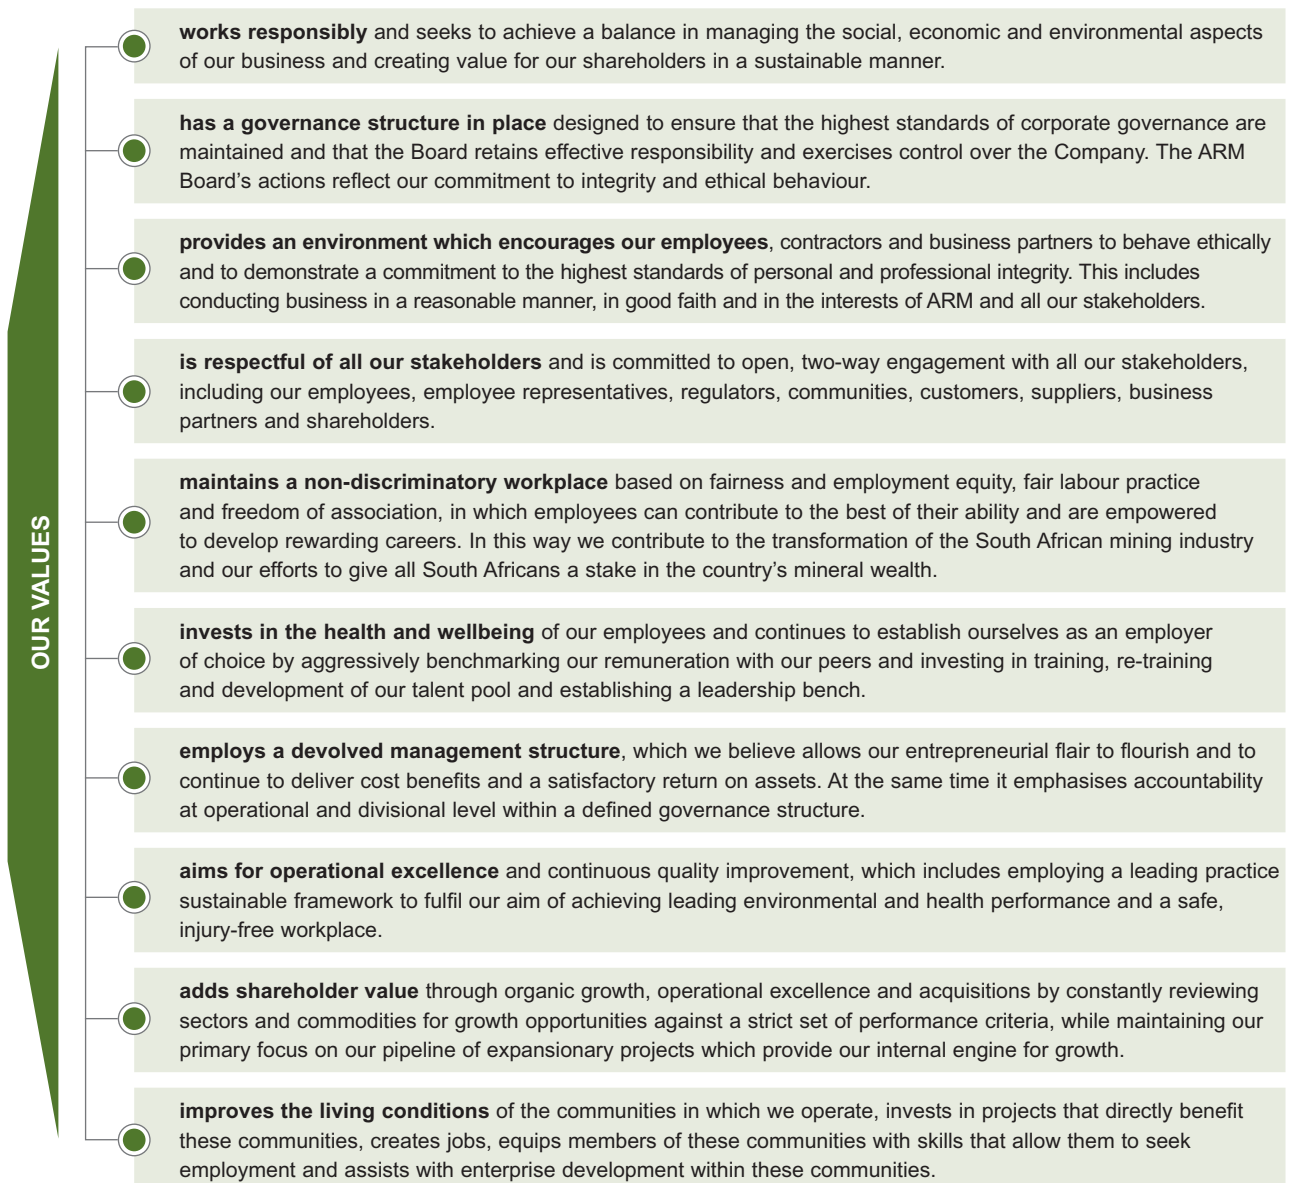 OUR VALUES
works responsibly and seeks to achieve a balance in managing the social, economic and environmental aspects
of our business and creating value for our shareholders in a sustainable manner.
has a governance structure in place designed to ensure that the highest standards of corporate governance are
maintained and that the Board retains effective responsibility and exercises control over the Company. The ARM
Board's actions reflect our commitment to integrity and ethical behaviour.
provides an environment which encourages our employees, contractors and business partners to behave ethically
and to demonstrate a commitment to the highest standards of personal and professional integrity. This includes
conducting business in a reasonable manner, in good faith and in the interests of ARM and all our stakeholders.
is respectful of all our stakeholders and is committed to open, two-way engagement with all our stakeholders,
including our employees, employee representatives, regulators, communities, customers, suppliers, business
partners and shareholders.
maintains a non-discriminatory workplace based on fairness and employment equity, fair labour practice
and freedom of association, in which employees can contribute to the best of their ability and are empowered
to develop rewarding careers. In this way we contribute to the transformation of the South African mining industry
and our efforts to give all South Africans a stake in the country's mineral wealth.
invests in the health and wellbeing of our employees and continues to establish ourselves as an employer
of choice by aggressively benchmarking our remuneration with our peers and investing in training, re-training
and development of our talent pool and establishing a leadership bench.
employs a devolved management structure, which we believe allows our entrepreneurial flair to flourish and to
continue to deliver cost benefits and a satisfactory return on assets. At the same time it emphasises accountability
at operational and divisional level within a defined governance structure.
aims for operational excellence and continuous quality improvement, which includes employing a leading practice
sustainable framework to fulfil our aim of achieving leading environmental and health performance and a safe,
injury-free workplace.
adds shareholder value through organic growth, operational excellence and acquisitions by constantly reviewing
sectors and commodities for growth opportunities against a strict set of performance criteria, while maintaining our
primary focus on our pipeline of expansionary projects which provide our internal engine for growth.
improves the living conditions of the communities in which we operate, invests in projects that directly benefit
these communities, creates jobs, equips members of these communities with skills that allow them to seek
employment and assists with enterprise development within these communities.